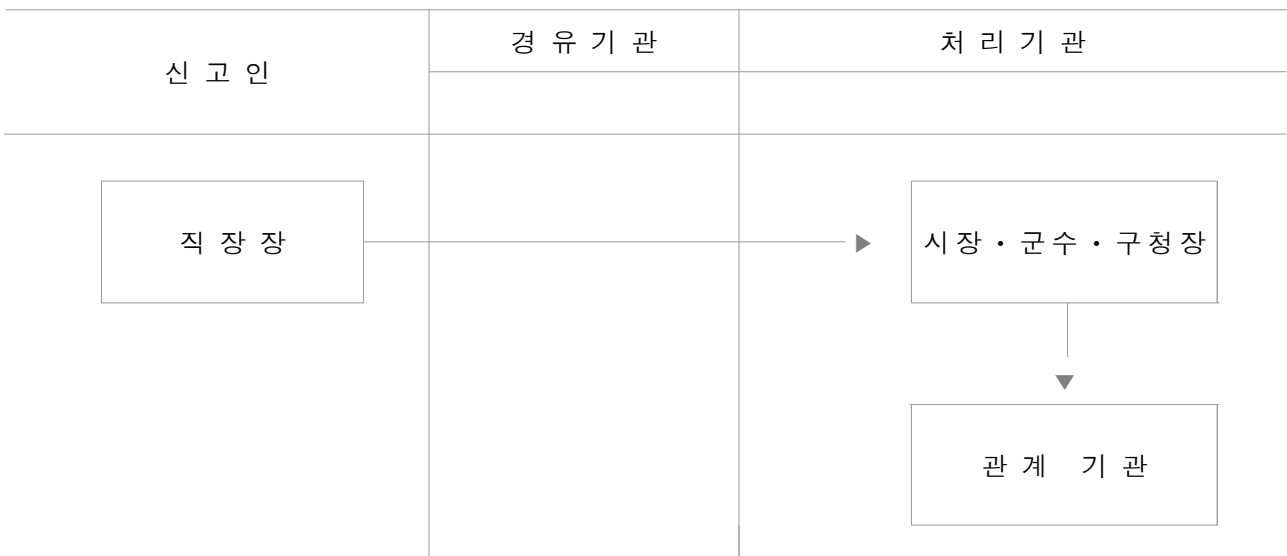 경 유 기 관
처 리 기 관
신 고 인
직 장 장
시 장 · 군 수 · 구 청 장
관 계 기 관